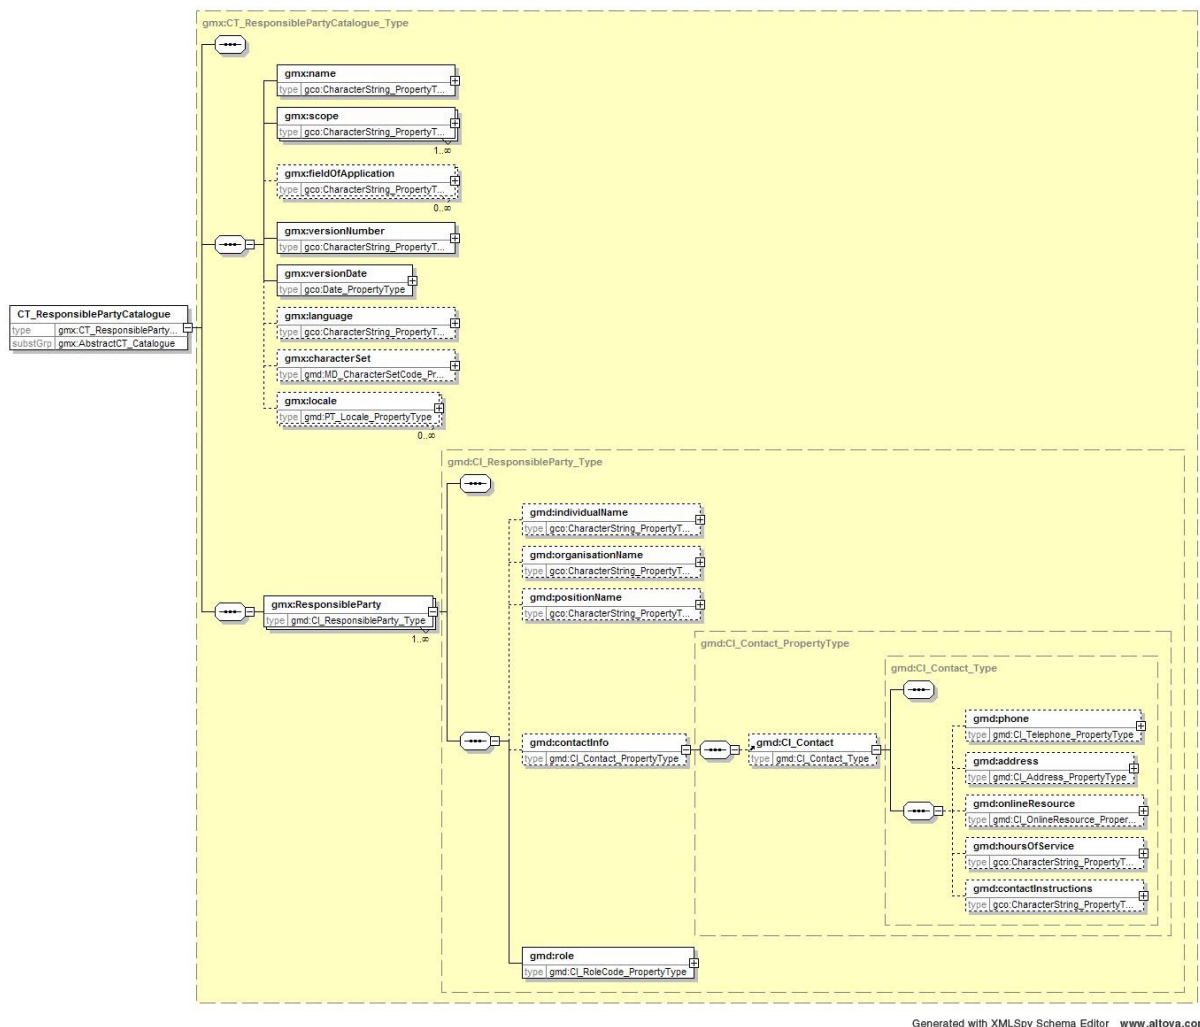 gmx:CT_ResponsiblePartyCatalogue_Type
gmx:name
type gco:CharacterString_PropertyT...
gmx:scope
type gco:CharacterString_PropertyT...
1..∞
gmx:fieldOfApplication
type gco:CharacterString_PropertyT...
0..∞
gmx:versionNumber
type gco:CharacterString_PropertyT...
gmx:versionDate
type gco:Date_PropertyType
CT_ResponsiblePartyCatalogue
type gmx:CT_ResponsibleParty...
substGrp gmx:AbstractCT_Catalogue
gmx:language
type gco:CharacterString_PropertyT...
gmx:characterSet
type gmd:MD_CharacterSetCode_Pr...
gmx:locale
type gmd:PT_Locale_PropertyType
0..∞
gmd:CI_ResponsibleParty_Type
gmd:individualName
type gco:CharacterString_PropertyT...
gmd:organisationName
type gco:CharacterString_PropertyT...
gmd:positionName
type gco:CharacterString_PropertyT...
gmx:ResponsibleParty
type gmd:CI_ResponsibleParty_Type
1..∞
gmd:CI_Contact_PropertyType
gmd:CI_Contact_Type
gmd:contactInfo
type gmd:CI_Contact_PropertyType
gmd:CI_Contact
type gmd:CI_Contact_Type
gmd:phone
type gmd:CI_Telephone_PropertyType
gmd:address
type gmd:CI_Address_PropertyType
gmd:onlineResource
type gmd:CI_OnlineResource_Proper...
gmd:hoursOfService
type gco:CharacterString_PropertyT...
gmd:contactInstructions
type gco:CharacterString_PropertyT...
gmd:role
type gmd:CI_RoleCode_PropertyType
Generated with XMLSpy Schema Editor www.altova.co